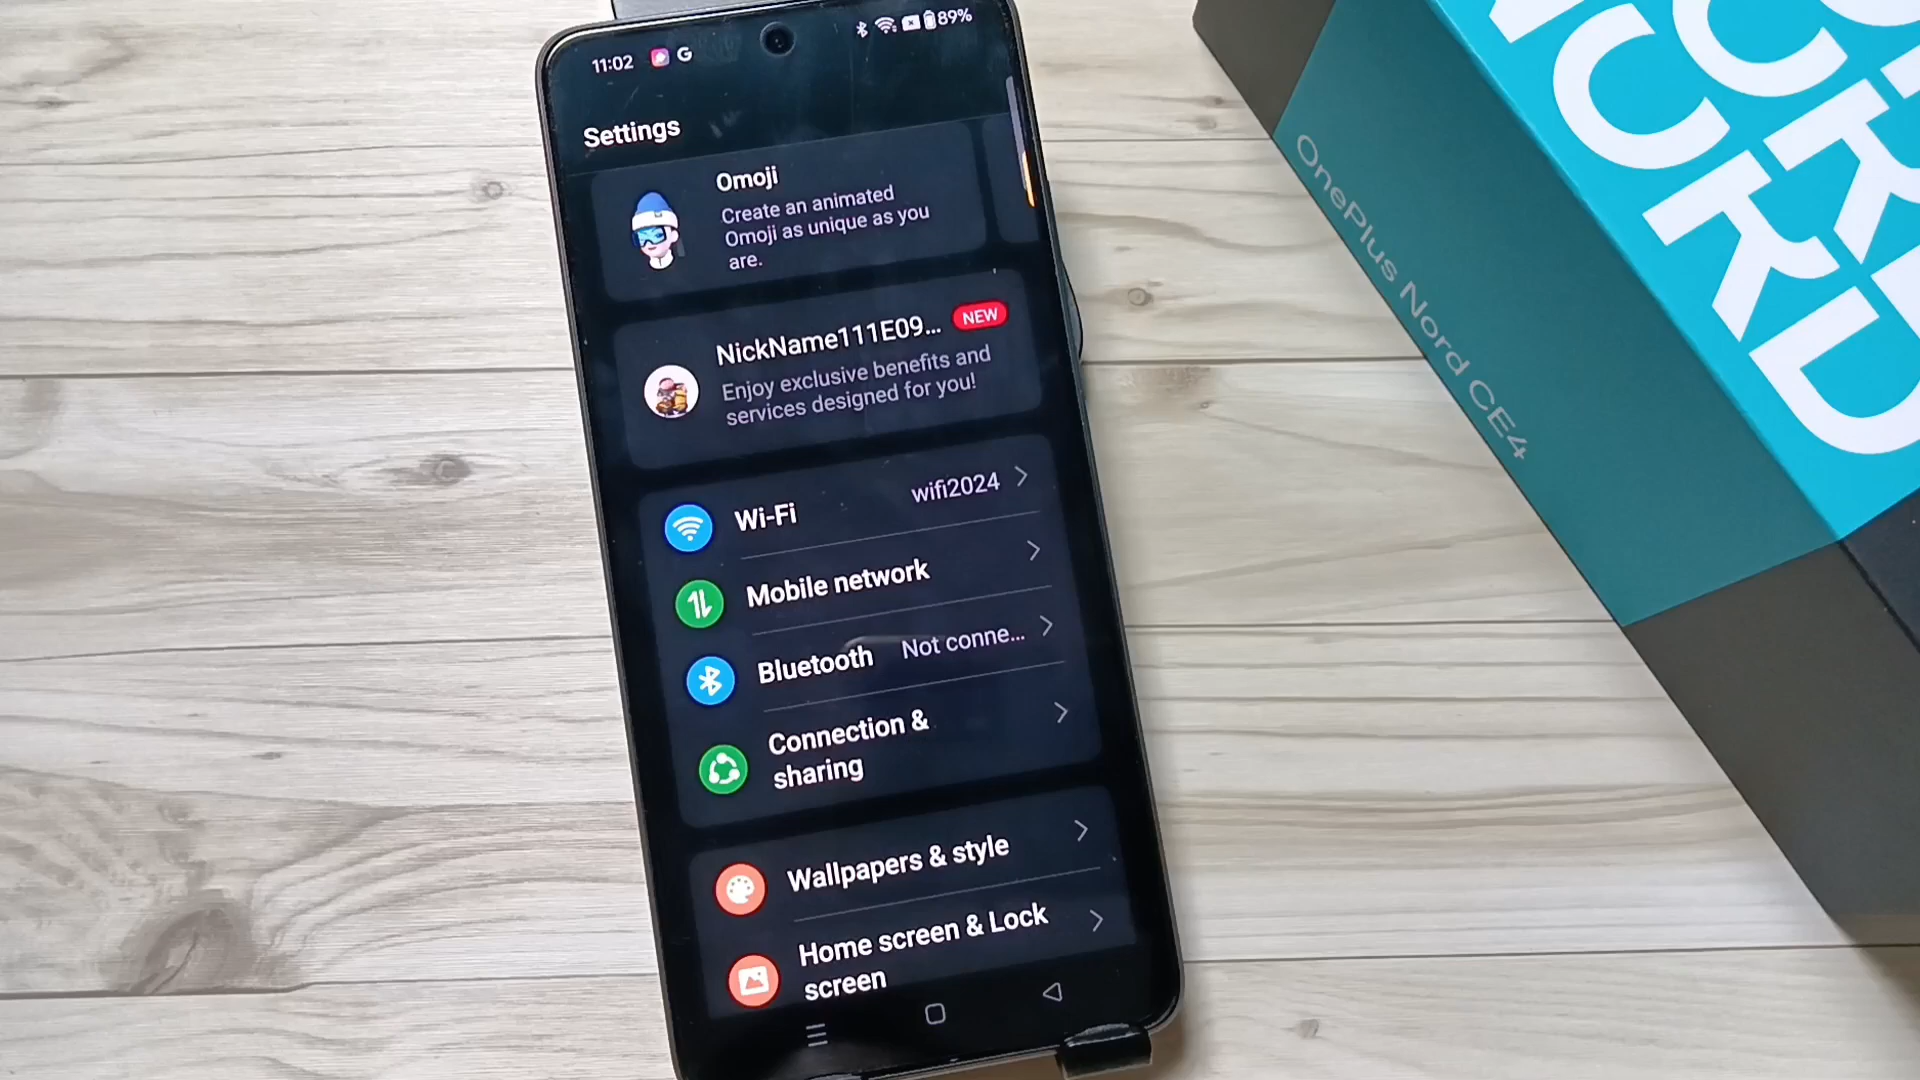 11:02 G
89%
Settings
Omoji
Create an animated
Omoji as unique as you
are.
NickName111E09... NEW
Enjoy exclusive benefits and
services designed for you!
Wi-Fi wifi2024
Mobile network
Bluetooth Not conne...
Connection &
sharing
Wallpapers & style
Home screen & Lock
screen
OnePlus Nord CE4